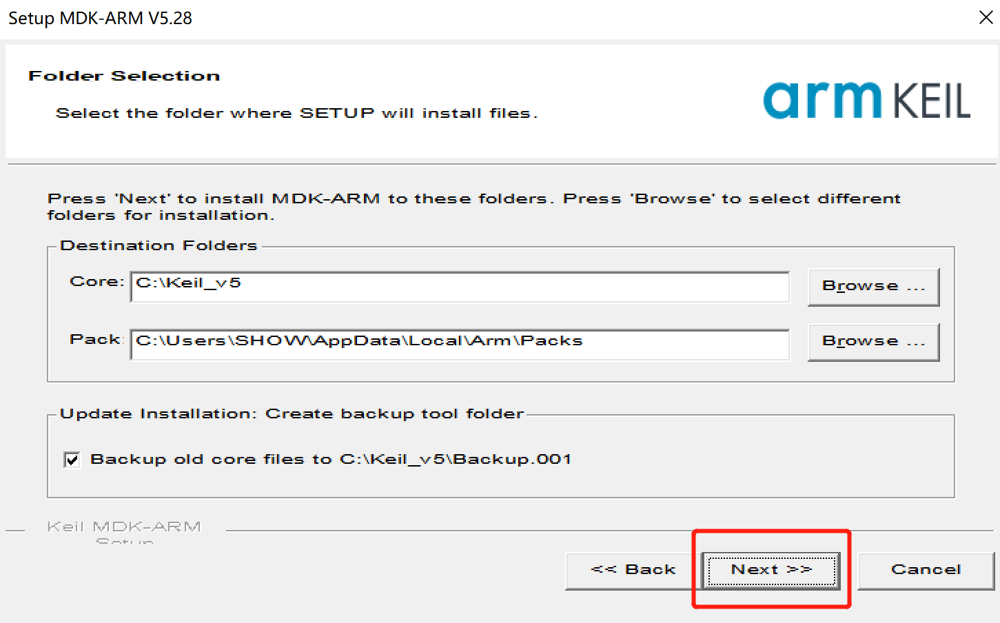 Setup MDK-ARM V5.28
Folder Selection
Select the folder where SETUP will install files.
arm KEIL
Press 'Next' to install MDK-ARM to these folders. Press 'Browse' to select different
folders for installation.
Destination Folders
Core: C:\Keil_v5 Browse ...
Pack: C:\Users\SHOW\AppData\Local\Arm\Packs Browse ...
Update Installation: Create backup tool folder
Backup old core files to C:\Keil_v5\Backup.001
Keil MDK-ARM
Setup
<< Back Next >> Cancel